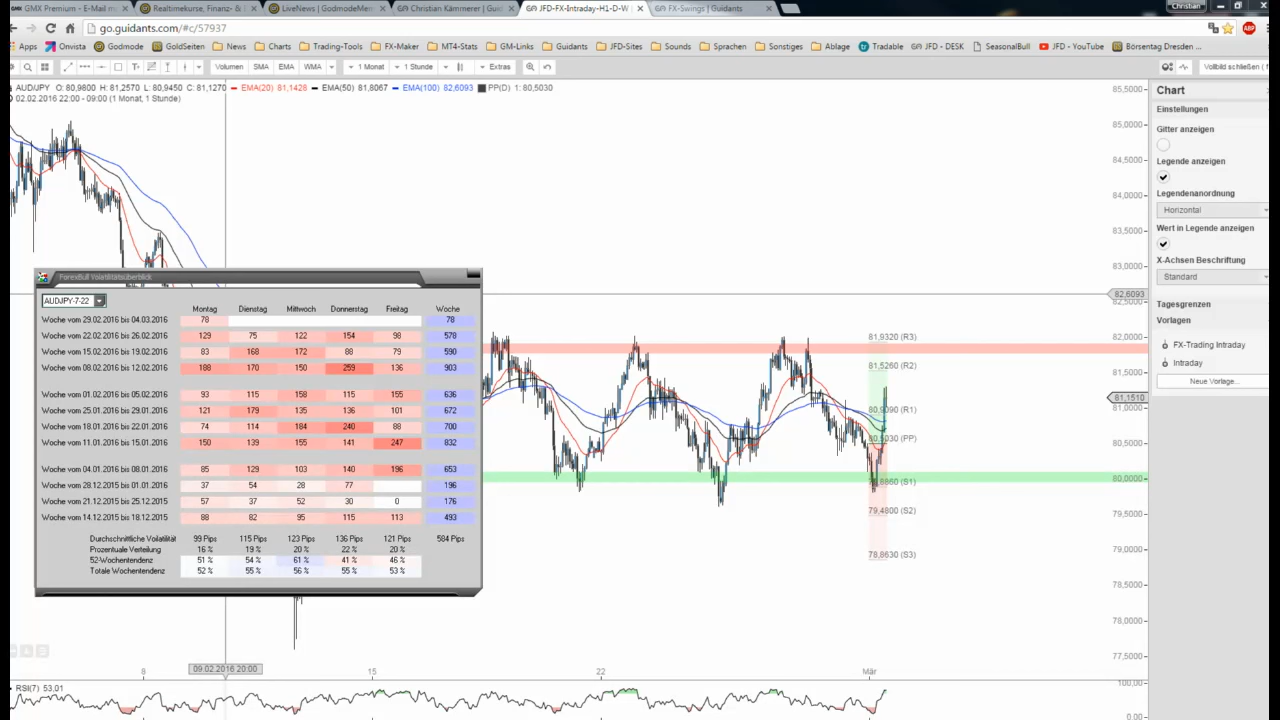 GMX Premium - E-Mail m
Realtimekurse, Finanz- &
LiveNews | GodmodeMem
Christian Kämmerer | Gui
JFD-FX-Intraday-H1-D-W
FX-Swings | Guidants
Christian
go.guidants.com/#c/57937
Apps Onvista Godmode GoldSeiten News Charts Trading-Tools FX-Maker MT4-Stats GM-Links Guidants JFD-Sites Sounds Sprachen Sonstiges Ablage Tradable JFD - DESK SeasonalBull JFD - YouTube Börsentag Dresden ...
Volumen SMA EMA WMA 1 Monat 1 Stunde Extras Vollbild schließen (
AUD/JPY O: 80,9800 H: 81,2570 L: 80,9450 C: 81,1270 EMA(20) 81,1428 EMA(50) 81,8067 EMA(100) 82,6093 PP(D) 1: 80,5030
02.02.2016 22:00 - 09:00 (1 Monat, 1 Stunde)
ForexBull Volatilitätsüberblick
AUDJPY-7-22
Montag Dienstag Mittwoch Donnerstag Freitag Woche
Woche vom 29.02.2016 bis 04.03.2016 78 78
Woche vom 22.02.2016 bis 26.02.2016 129 75 122 154 98 578
Woche vom 15.02.2016 bis 19.02.2016 83 168 172 88 79 590
Woche vom 08.02.2016 bis 12.02.2016 188 170 150 259 136 903
Woche vom 01.02.2016 bis 05.02.2016 93 115 158 115 155 636
Woche vom 25.01.2016 bis 29.01.2016 121 179 135 136 101 672
Woche vom 18.01.2016 bis 22.01.2016 74 114 184 240 88 700
Woche vom 11.01.2016 bis 15.01.2016 150 139 155 141 247 832
Woche vom 04.01.2016 bis 08.01.2016 85 129 103 140 196 653
Woche vom 28.12.2015 bis 01.01.2016 37 54 28 77 196
Woche vom 21.12.2015 bis 25.12.2015 57 37 52 30 0 176
Woche vom 14.12.2015 bis 18.12.2015 88 82 95 115 113 493
Durchschnittliche Volatilität 99 Pips 115 Pips 123 Pips 136 Pips 121 Pips 584 Pips
Prozentuale Verteilung 16 % 19 % 20 % 22 % 20 %
52-Wochentendenz 51 % 54 % 61 % 41 % 46 %
Totale Wochentendenz 52 % 55 % 56 % 55 % 53 %
81,9320 (R3)
81,5260 (R2)
80,9090 (R1)
80,5030 (PP)
79,8860 (S1)
79,4800 (S2)
78,8630 (S3)
85,5000
85,0000
84,5000
84,0000
83,5000
83,0000
82,6093
82,5000
82,0000
81,5000
81,1510
81,0000
80,5000
80,0000
79,5000
79,0000
78,5000
78,0000
77,5000
8 09.02.2016 20:00 15 22 Mär
RSI(7) 53,01
100,00
0.00
Chart
Einstellungen
Gitter anzeigen
Legende anzeigen
Legendenanordnung
Horizontal
Wert in Legende anzeigen
X-Achsen Beschriftung
Standard
Tagesgrenzen
Vorlagen
FX-Trading Intraday
Intraday
Neue Vorlage...